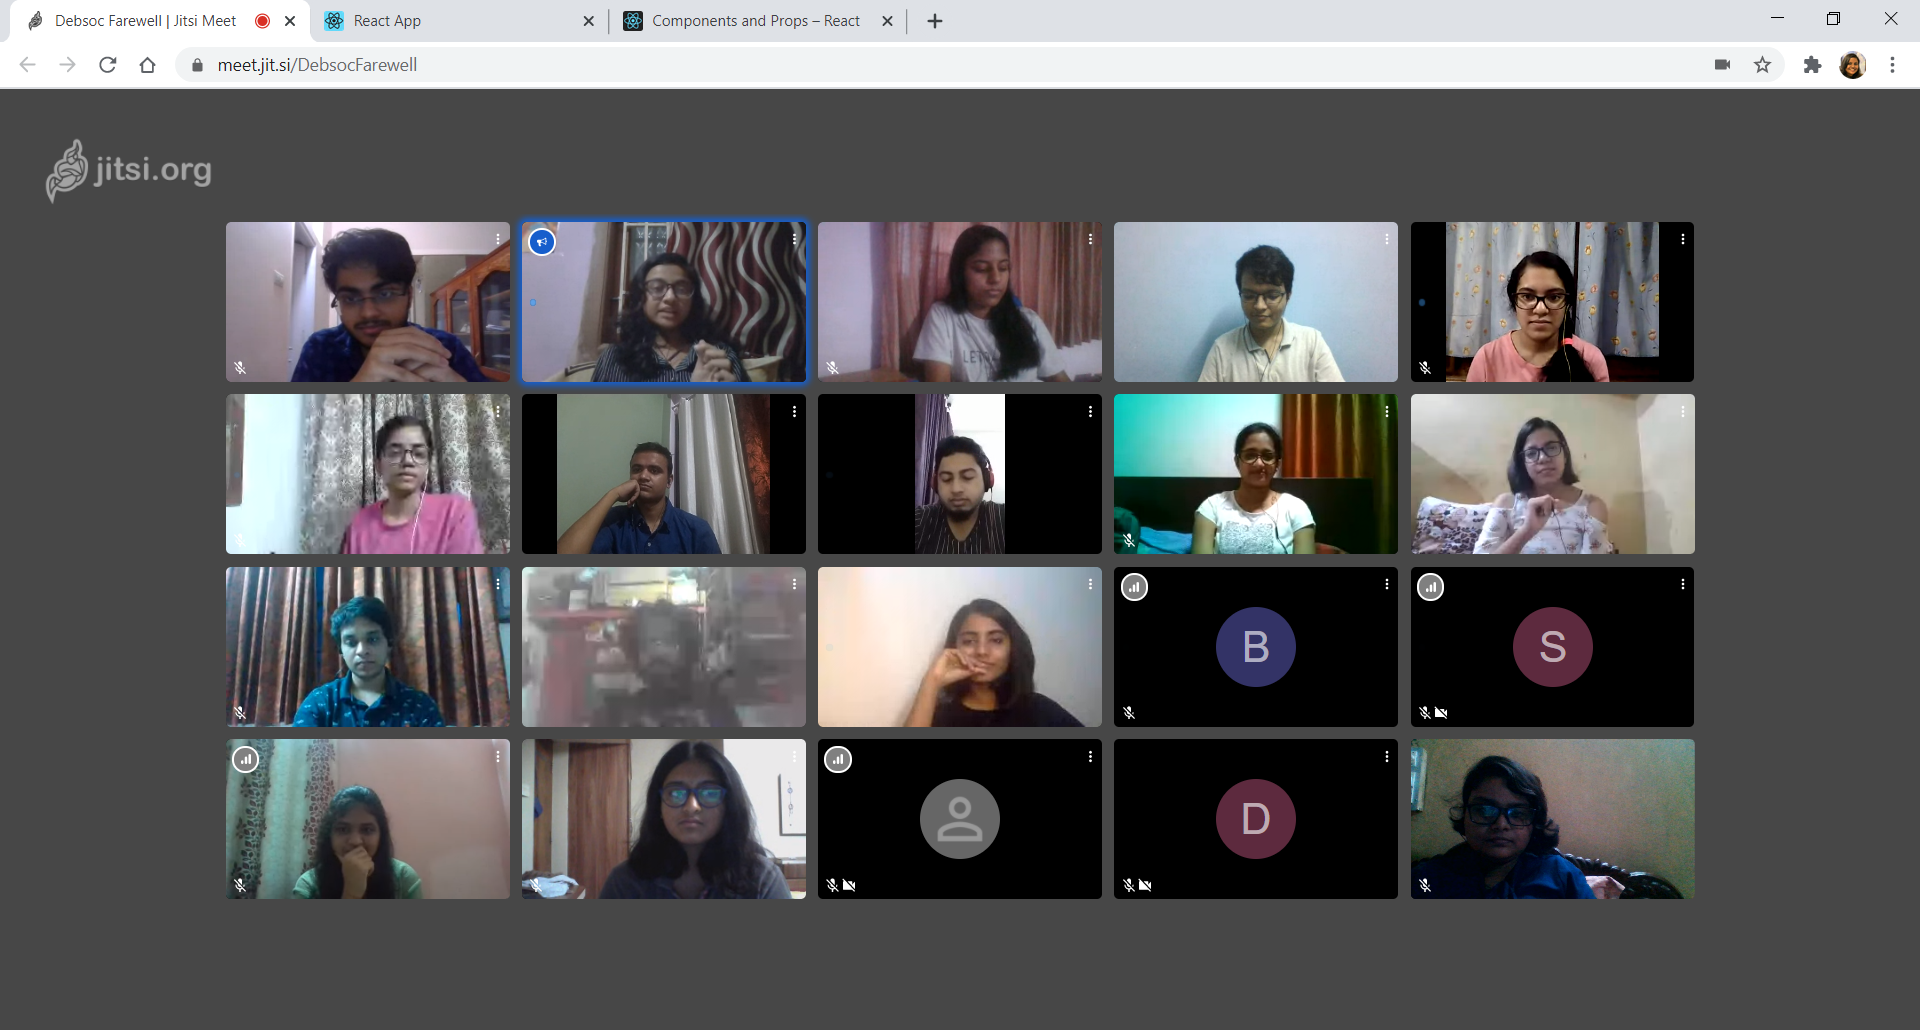 Debsoc Farewell | Jitsi Meet
React App
Components and Props – React
meet.jit.si/DebsocFarewell
jitsi.org
B
S
D